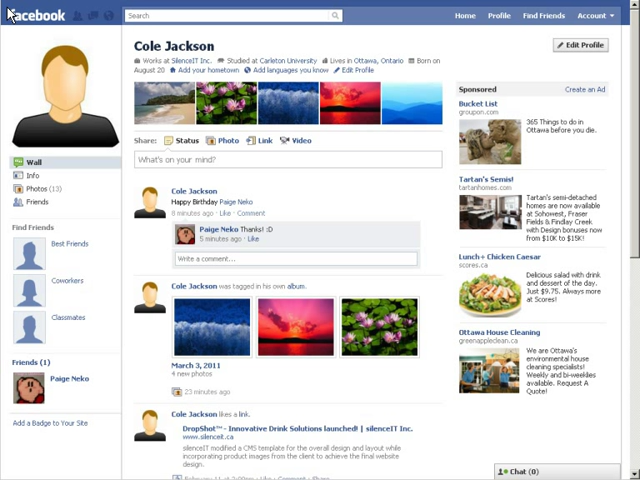 facebook
Search
Home Profile Find Friends Account
Cole Jackson
Edit Profile
Works at SilenceIT Inc. Studied at Carleton University Lives in Ottawa, Ontario Born on
August 20 Add your hometown Add languages you know Edit Profile
Share: Status Photo Link Video
What's on your mind?
Wall
Info
Photos (13)
Friends
Find Friends
Best Friends
Coworkers
Classmates
Friends (1)
Paige Neko
Add a Badge to Your Site
Cole Jackson
Happy Birthday Paige Neko
8 minutes ago · Like · Comment
Paige Neko Thanks! :D
5 minutes ago · Like
Write a comment...
Cole Jackson was tagged in his own album.
March 3, 2011
4 new photos
23 minutes ago
Cole Jackson likes a link.
DropShot™ - Innovative Drink Solutions launched! | silenceIT Inc.
www.silenceit.ca
silenceIT modified a CMS template for the overall design and layout while
incorporating product images from the client to achieve the final website
design.
Sponsored Create an Ad
Bucket List
groupon.com
365 Things to do in
Ottawa before you die.
Tartan's Semis!
tartanhomes.com
Tartan's semi-detached
homes are now available
at Sohowest, Fraser
Fields & Findlay Creek
with Design bonuses now
from $10K to $15K!
Lunch+ Chicken Caesar
scores.ca
Delicious salad with drink
and dessert of the day.
Just $9.75. Always more
at Scores!
Ottawa House Cleaning
greenappleclean.ca
We are Ottawa's
environmental house
cleaning specialists!
Weekly and bi-weekles
available. Request A
Quote!
Chat (0)